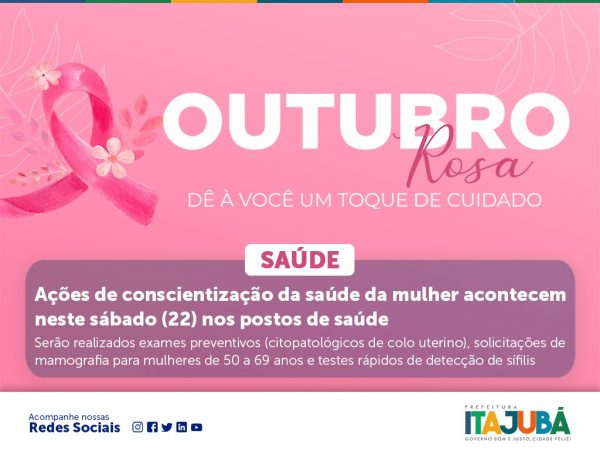 OUTUBRO
Rosa
DÊ À VOCÊ UM TOQUE DE CUIDADO
SAÚDE
Ações de conscientização da saúde da mulher acontecem
neste sábado (22) nos postos de saúde
Serão realizados exames preventivos (citopatológicos de colo uterino), solicitações de
mamografia para mulheres de 50 a 69 anos e testes rápidos de detecção de sífilis
Acompanhe nossas
Redes Sociais
PREFEITURA
ITAJUBÁ
GOVERNO BOM E JUSTO, CIDADE FELIZ!